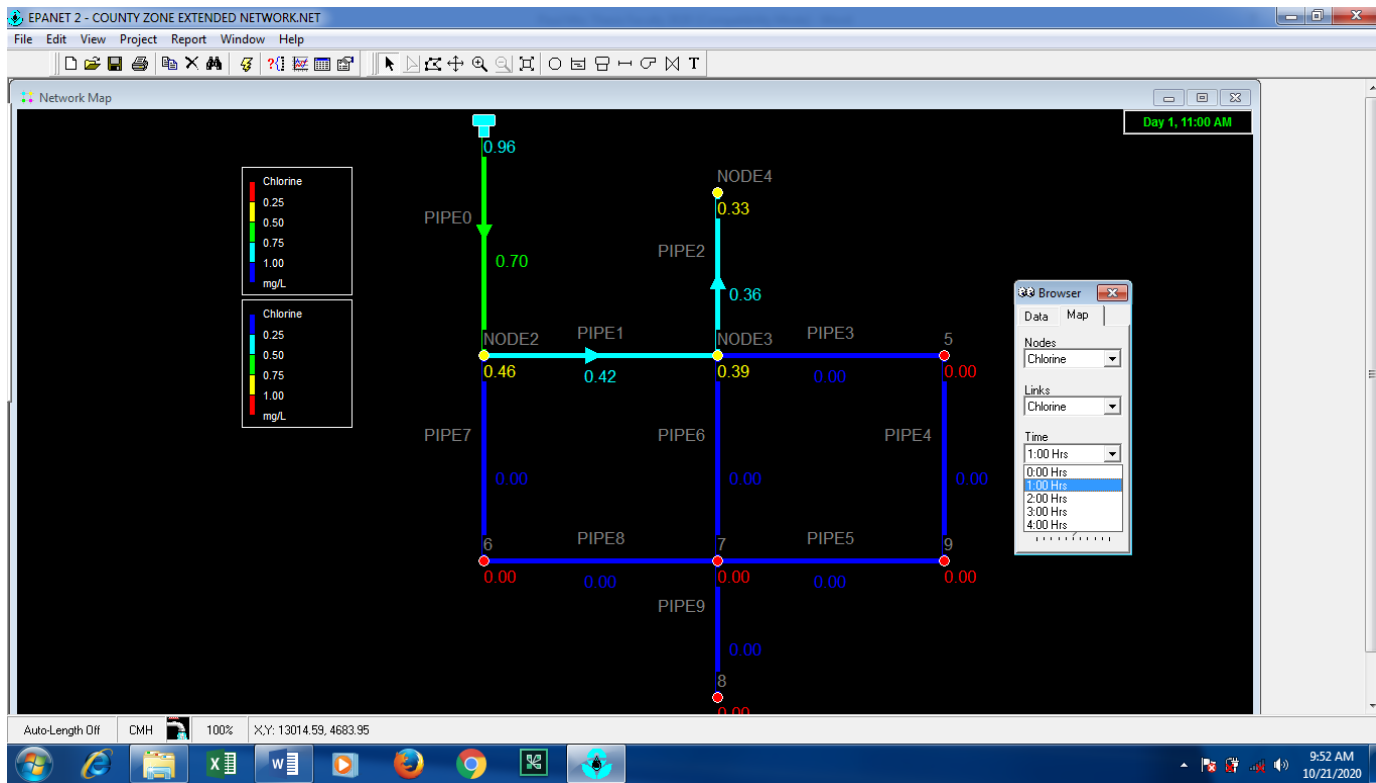 EPANET 2 - COUNTY ZONE EXTENDED NETWORK.NET
File Edit View Project Report Window Help
T
Network Map
Day 1, 11:00 AM
Chlorine
0.25
0.50
0.75
1.00
mg/L
Chlorine
0.25
0.50
0.75
1.00
mg/L
0.96
PIPE0
0.70
NODE4
0.33
PIPE2
0.36
NODE2
PIPE1
NODE3
PIPE3
5
0.46
0.42
0.39
0.00
0.00
PIPE7
PIPE6
PIPE4
0.00
0.00
0.00
6
PIPE8
7
PIPE5
9
0.00
0.00
0.00
0.00
0.00
PIPE9
0.00
8
0.00
Browser
Data Map
Nodes
Chlorine
Links
Chlorine
Time
1:00 Hrs
0:00 Hrs
1:00 Hrs
2:00 Hrs
3:00 Hrs
4:00 Hrs
Auto-Length Off CMH 100% X,Y: 13014.59, 4683.95
9:52 AM
10/21/2020